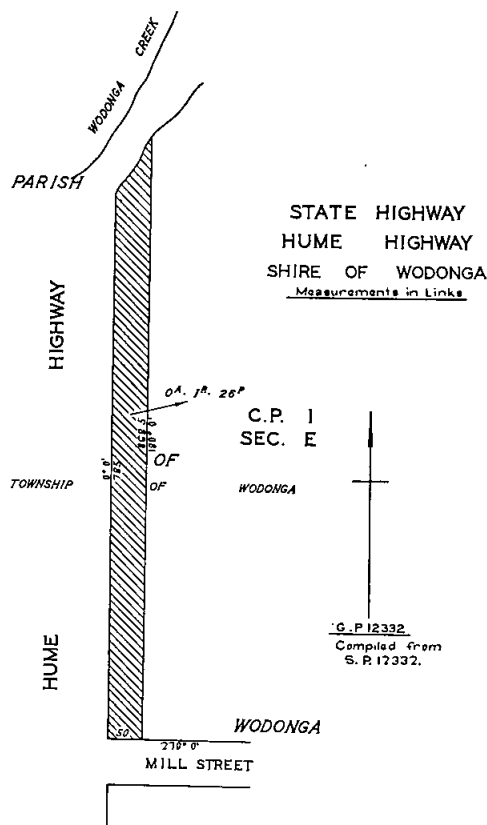 WODONGA CREEK
PARISH
STATE HIGHWAY
HUME HIGHWAY
SHIRE OF WODONGA
Measurements in Links
HIGHWAY
0A. 1R. 26P
C.P. 1
SEC. E
OF
0° 0'
785
TOWNSHIP OF WODONGA
G.P 12332
Compiled from
S.P. 12332.
HUME
WODONGA
50
270° 0'
MILL STREET